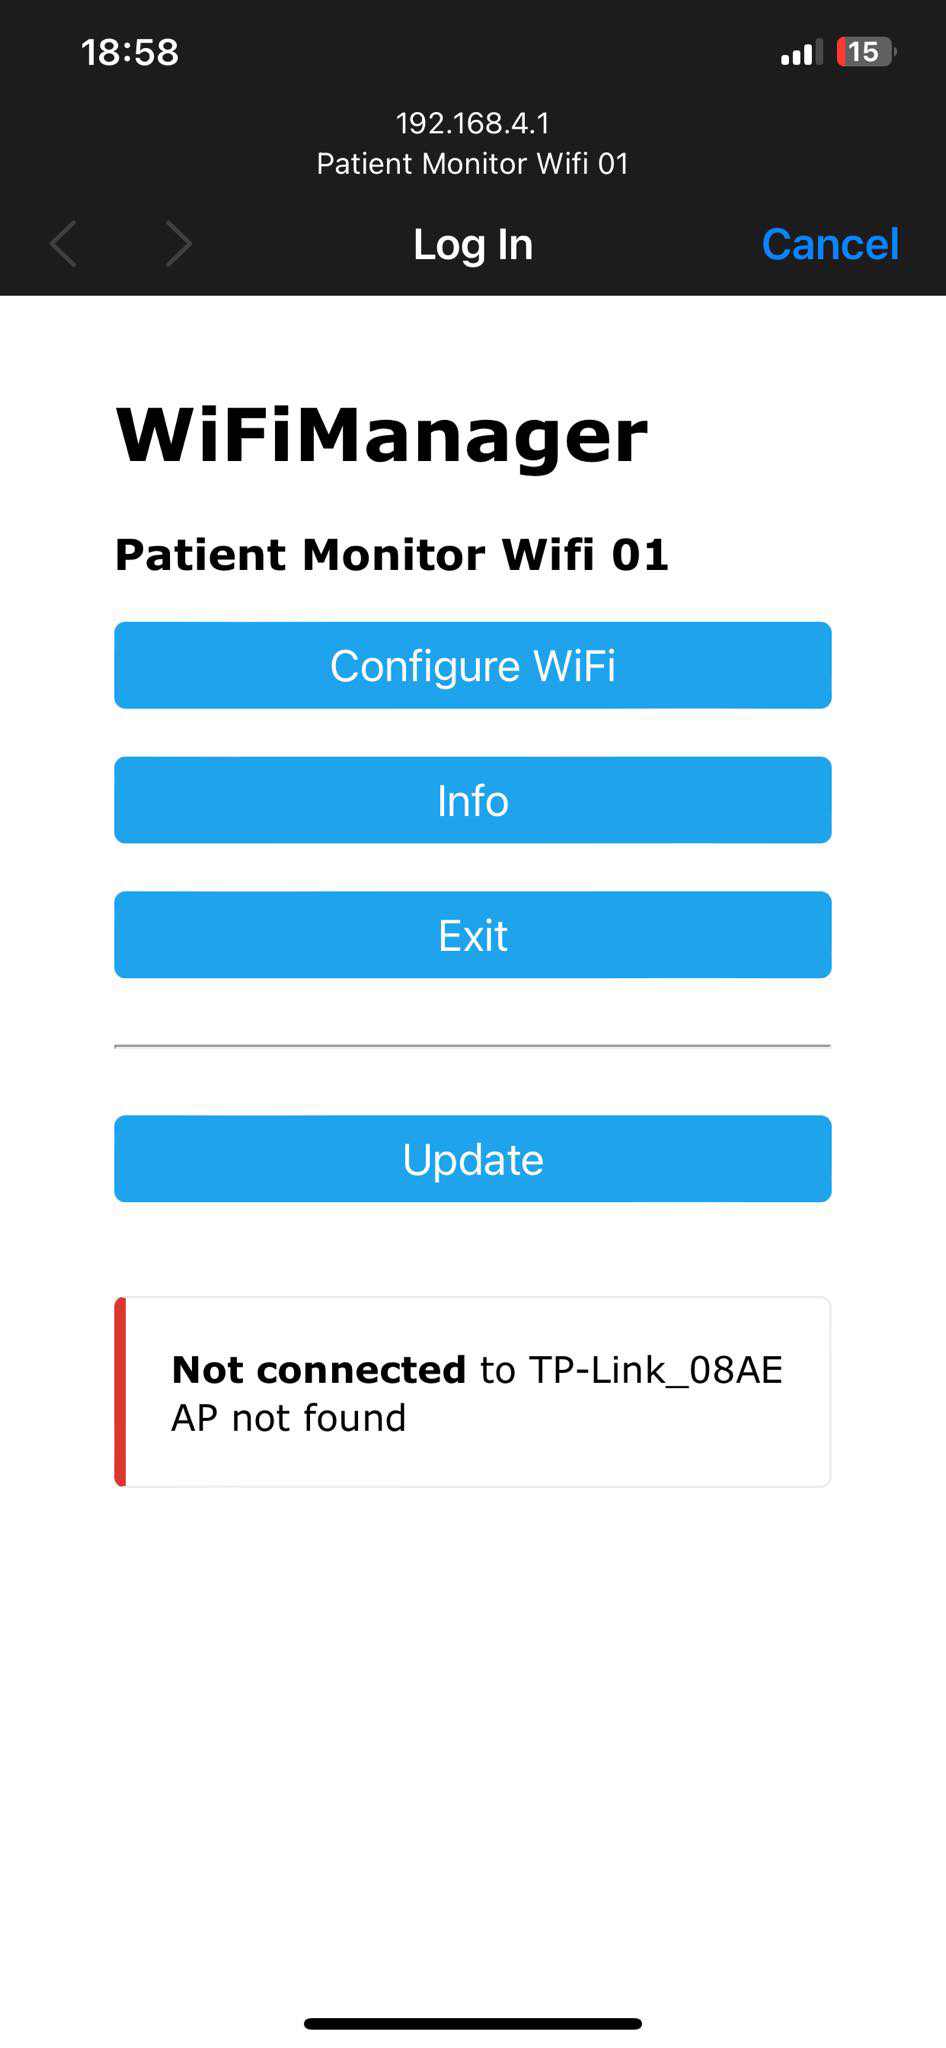 18:58
15
192.168.4.1
Patient Monitor Wifi 01
Log In
Cancel
WiFiManager
Patient Monitor Wifi 01
Configure WiFi
Info
Exit
Update
Not connected to TP-Link_08AE
AP not found